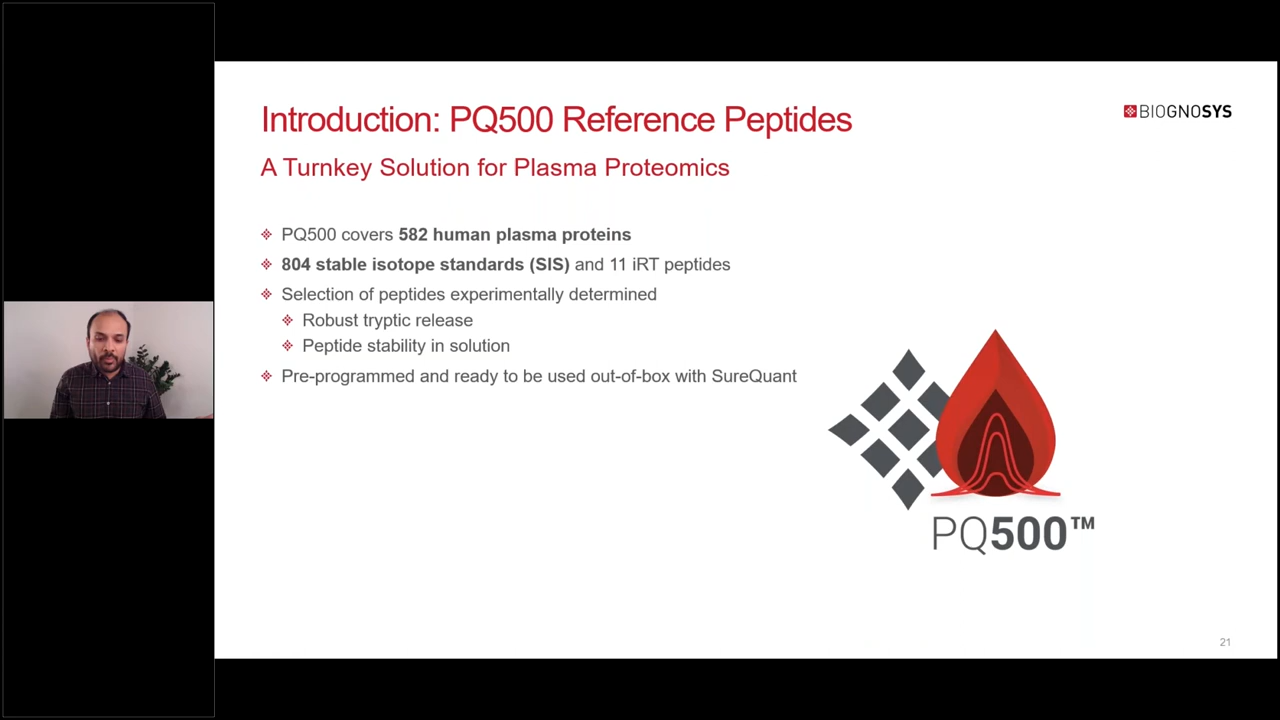 Introduction: PQ500 Reference Peptides
BIOGNOSYS
A Turnkey Solution for Plasma Proteomics
PQ500 covers 582 human plasma proteins
804 stable isotope standards (SIS) and 11 iRT peptides
Selection of peptides experimentally determined
Robust tryptic release
Peptide stability in solution
Pre-programmed and ready to be used out-of-box with SureQuant
PQ500™
21